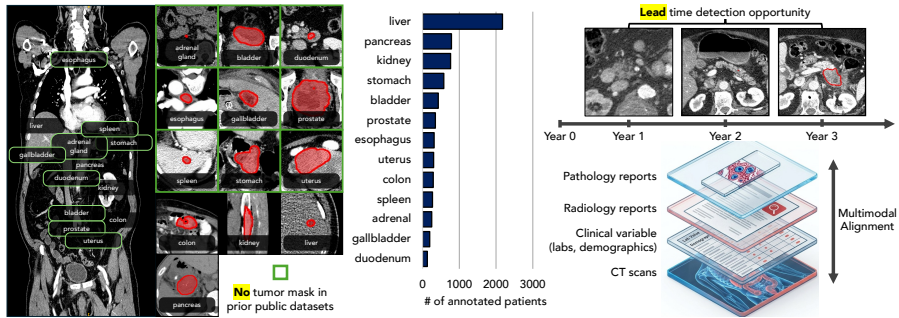 esophagus
liver
spleen
adrenal
gland
stomach
gallbladder
pancreas
duodenum
kidney
bladder
colon
prostate
uterus
adrenal
gland
bladder
duodenum
esophagus
gallbladder
prostate
spleen
stomach
uterus
colon
kidney
liver
pancreas
No tumor mask in
prior public datasets
liver
pancreas
kidney
stomach
bladder
prostate
esophagus
uterus
colon
spleen
adrenal
gallbladder
duodenum
0 1000 2000 3000
# of annotated patients
Lead time detection opportunity
Year 0
Year 1
Year 2
Year 3
Pathology reports
Radiology reports
Clinical variable
(labs, demographics)
CT scans
Multimodal
Alignment